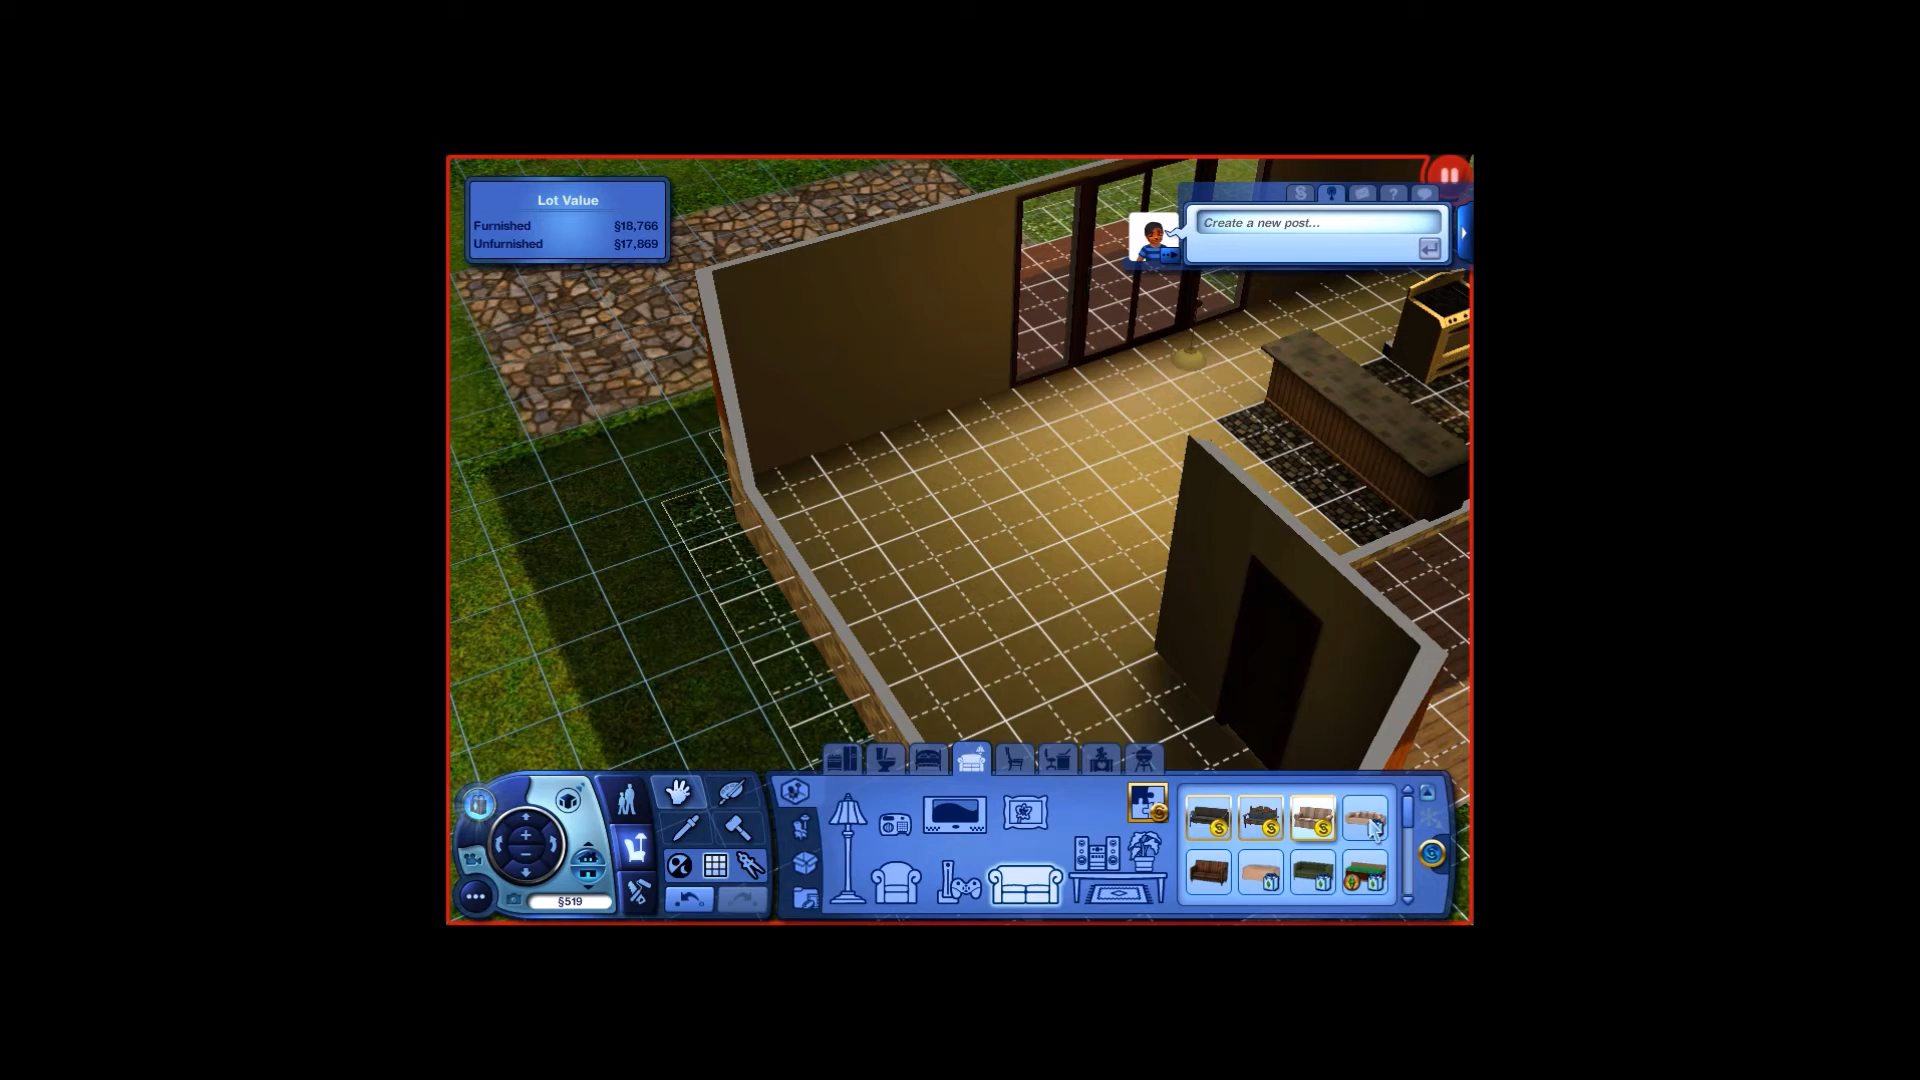 Lot Value
Furnished §18,766
Unfurnished §17,869
Create a new post...
§519